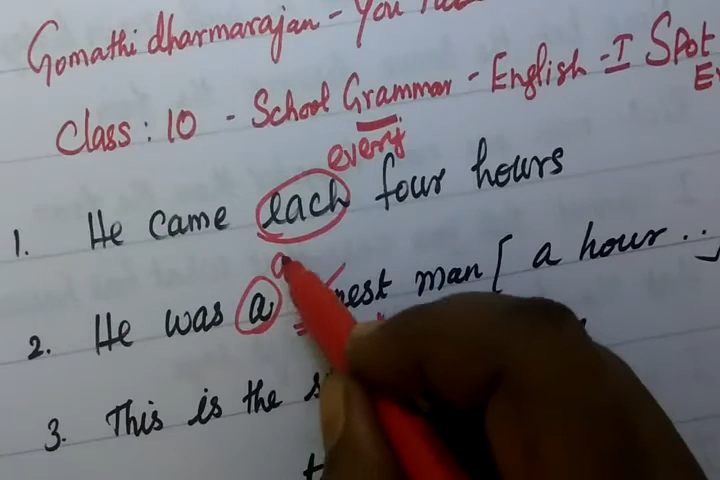 Gomathi dharmarajan - You
Class : 10 - School Grammar - English - I Spot
every
1. He came each four hours
2. He was a man [ a hour ..
3. This is the